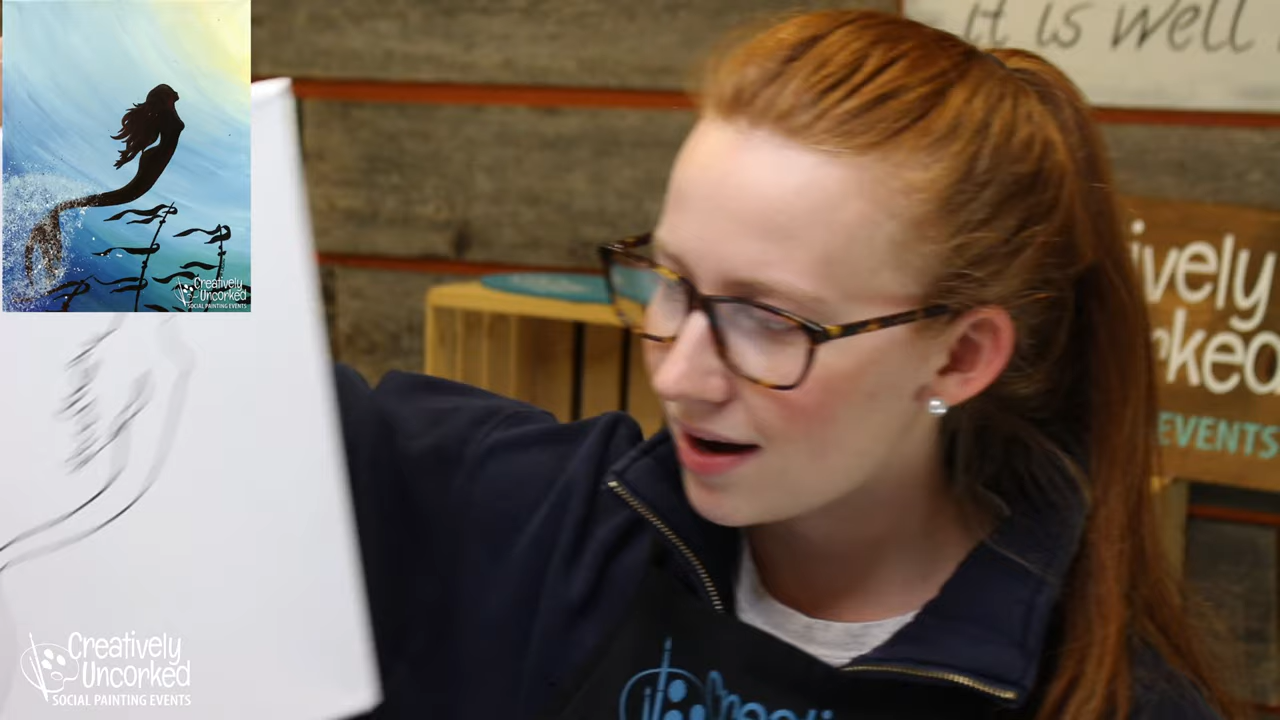 it is well
Creatively
Uncorked
SOCIAL PAINTING EVENTS
ively
rked
EVENTS
Creatively
Uncorked
SOCIAL PAINTING EVENTS